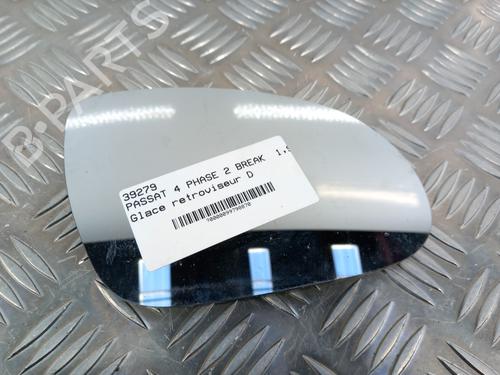 B-Parts
39279
PASSAT 4 PHASE 2 BREAK 1,9
Glace retroviseur D